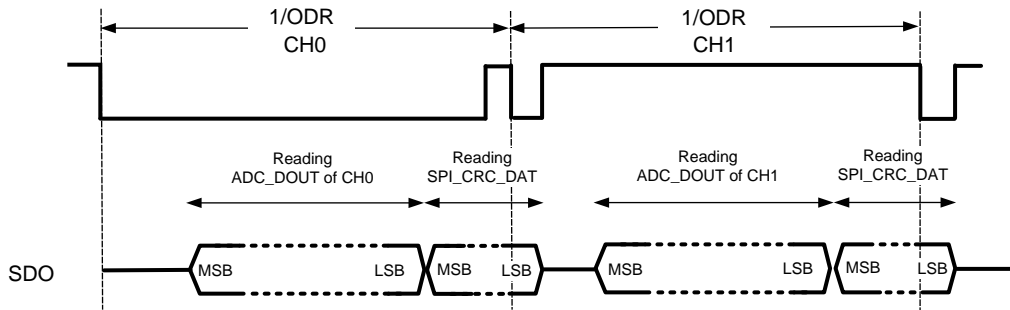 1/ODR
CH0
1/ODR
CH1
Reading
ADC_DOUT of CH0
Reading
SPI_CRC_DAT
Reading
ADC_DOUT of CH1
Reading
SPI_CRC_DAT
SDO
MSB
LSB
MSB
LSB
MSB
LSB
MSB
LSB